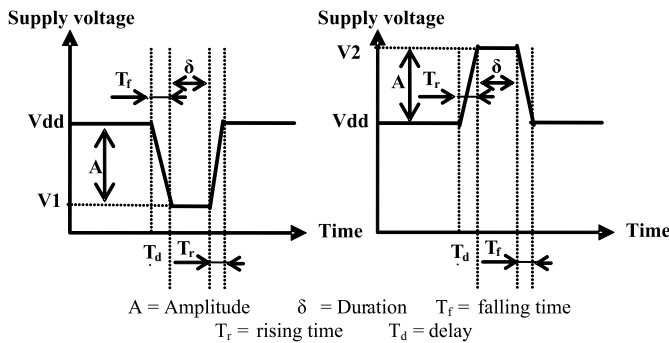 Supply voltage
δ
Tf
Vdd
A
V1
Time
Td
Tr
Supply voltage
V2
δ
Tr
A
Vdd
Time
Td
Tf
A = Amplitude δ = Duration Tf = falling time
Tr = rising time Td = delay